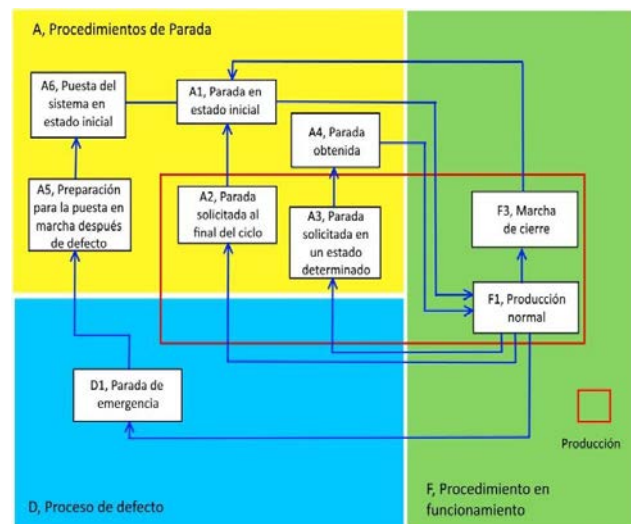 A, Procedimientos de Parada
A6, Puesta del
sistema en
estado inicial
A1, Parada en
estado inicial
A4, Parada
obtenida
A5, Preparación
para la puesta en
marcha después
de defecto
A2, Parada
solicitada al
final del ciclo
A3, Parada
solicitada en
un estado
determinado
F3, Marcha
de cierre
F1, Producción
normal
D1, Parada de
emergencia
Producción
D, Proceso de defecto
F, Procedimiento en
funcionamiento